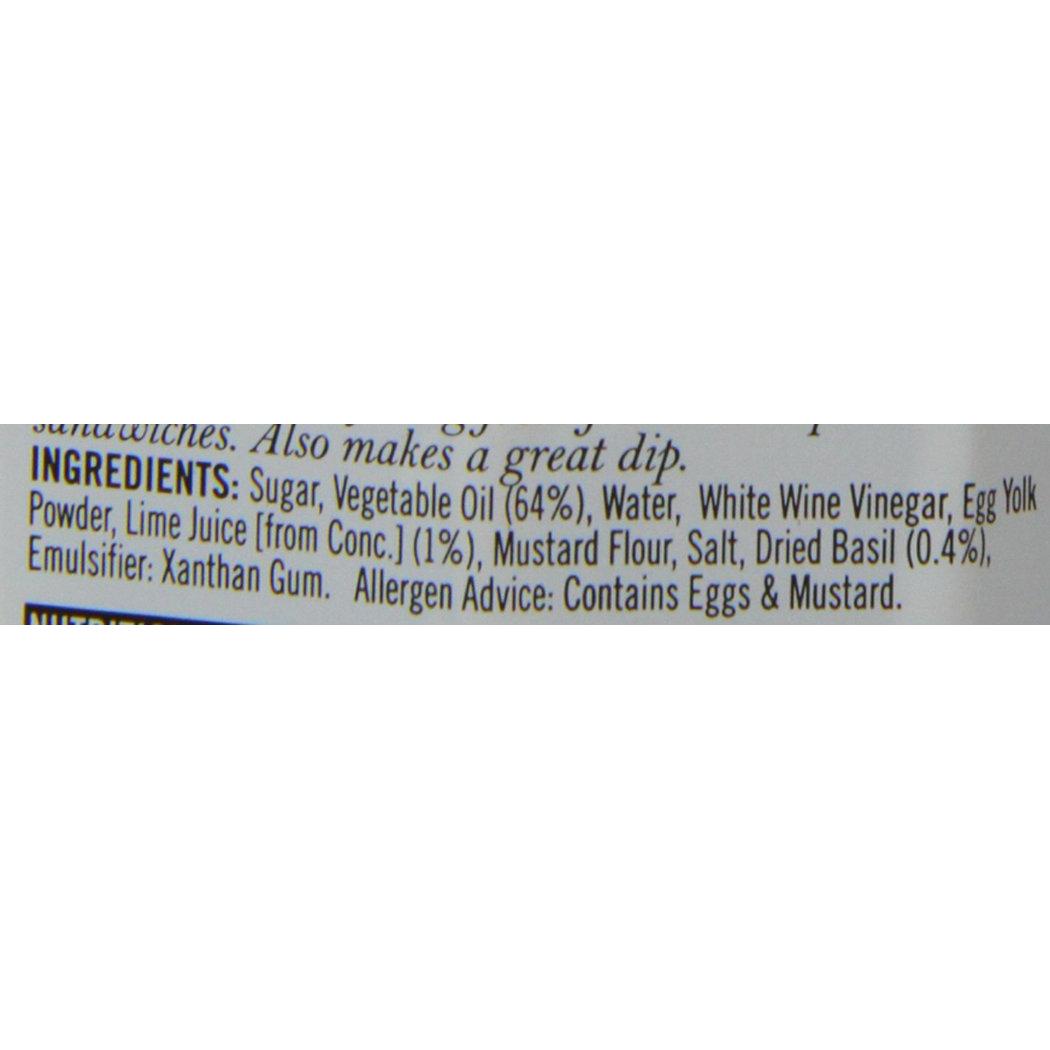 sandwiches. Also makes a great dip.
INGREDIENTS: Sugar, Vegetable Oil (64%), Water, White Wine Vinegar, Egg Yolk
Powder, Lime Juice [from Conc.] (1%), Mustard Flour, Salt, Dried Basil (0.4%),
Emulsifier: Xanthan Gum. Allergen Advice: Contains Eggs & Mustard.